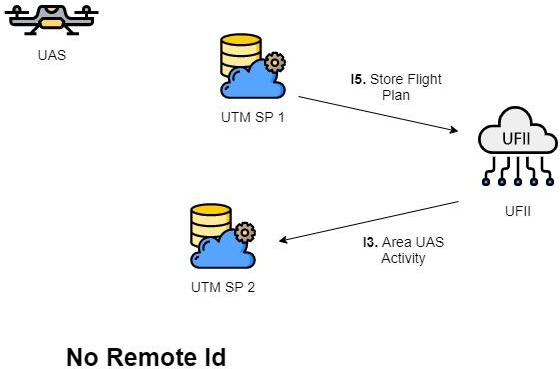 UAS
UTM SP 1
I5. Store Flight
Plan
UFII
UFII
I3. Area UAS
Activity
UTM SP 2
No Remote Id